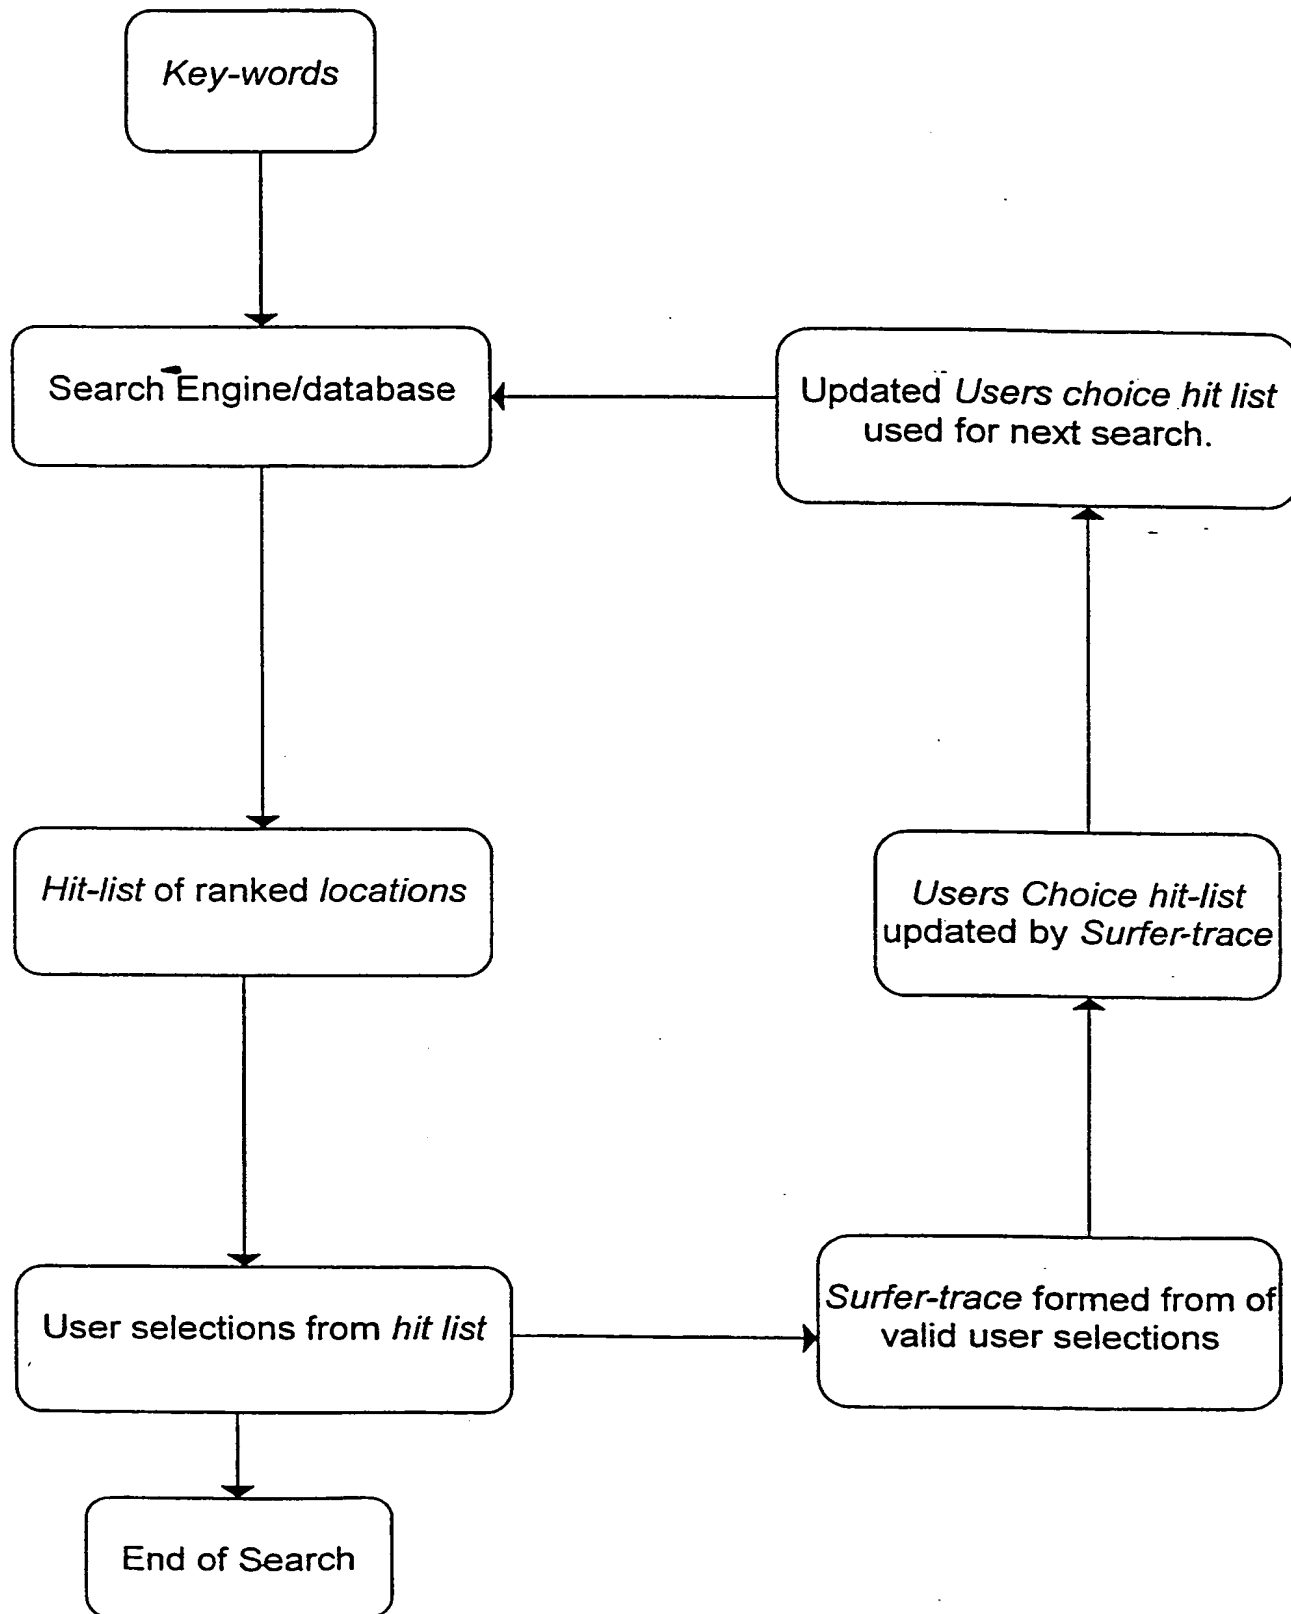 Key-words
Search Engine/database
Updated Users choice hit list
used for next search.
Hit-list of ranked locations
Users Choice hit-list
updated by Surfer-trace
User selections from hit list
Surfer-trace formed from of
valid user selections
End of Search